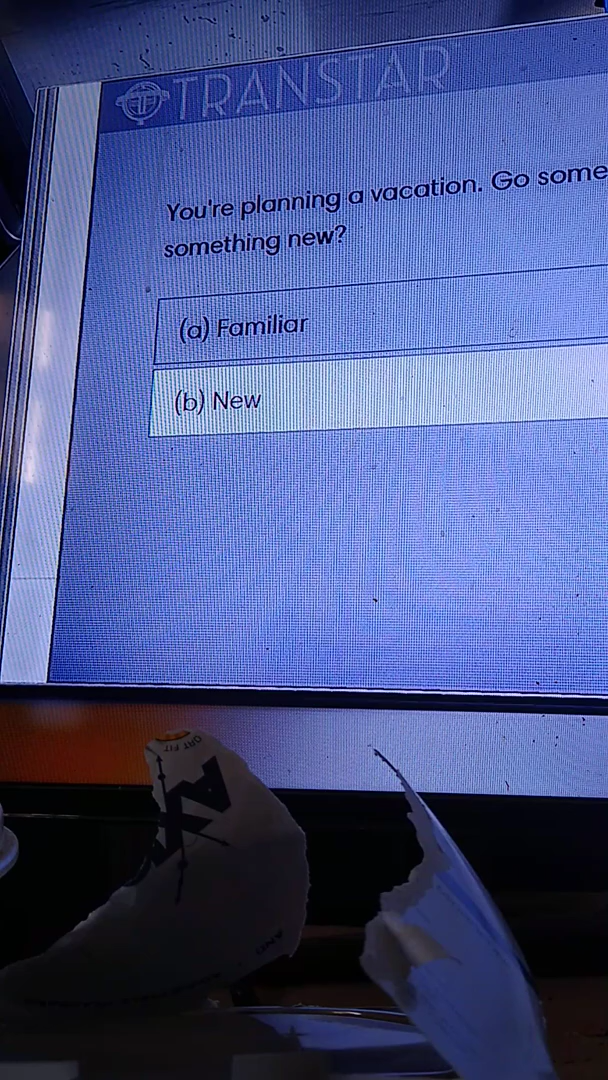 TRANSTAR
You're planning a vacation. Go some
something new?
(a) Familiar
(b) New